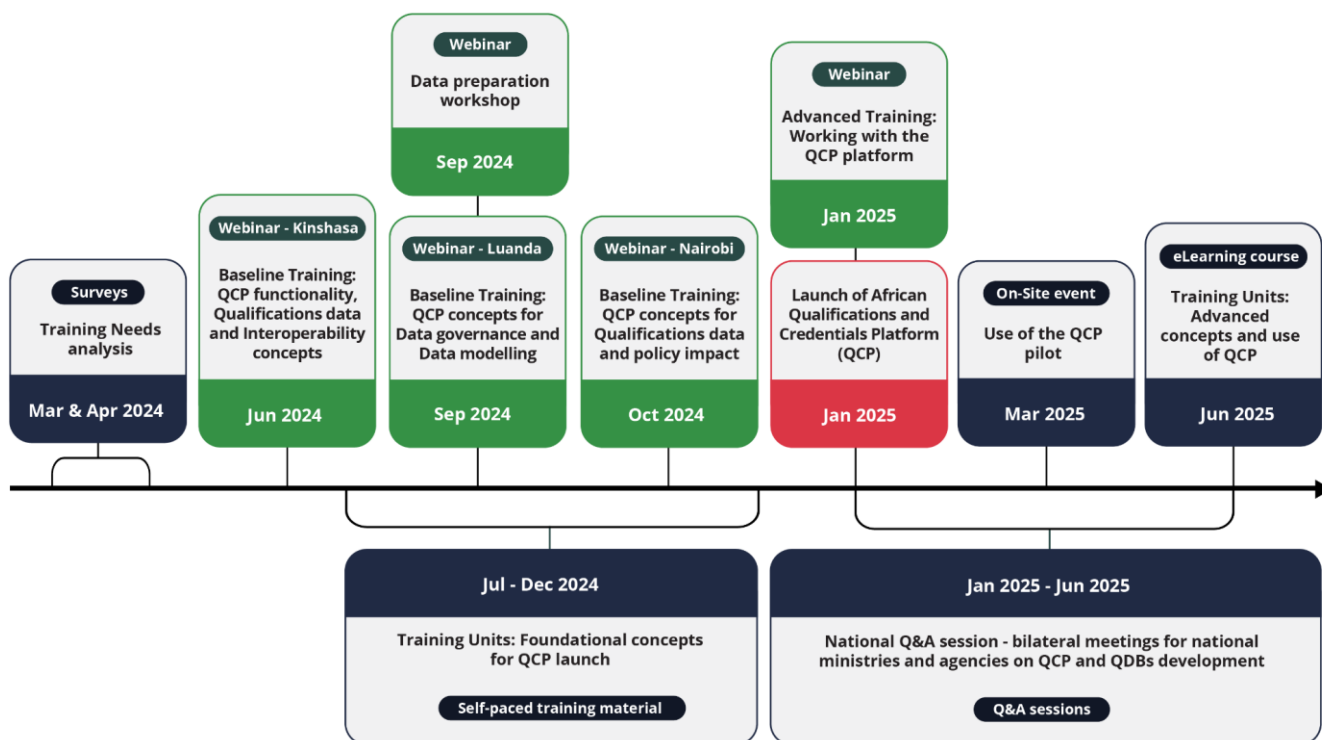 Surveys
Training Needs
analysis
Mar & Apr 2024
Webinar - Kinshasa
Baseline Training:
QCP functionality,
Qualifications data
and Interoperability
concepts
Jun 2024
Webinar
Data preparation
workshop
Sep 2024
Webinar - Luanda
Baseline Training:
QCP concepts for
Data governance and
Data modelling
Sep 2024
Webinar - Nairobi
Baseline Training:
QCP concepts for
Qualifications data
and policy impact
Oct 2024
Webinar
Advanced Training:
Working with the
QCP platform
Jan 2025
Launch of African
Qualifications and
Credentials Platform
(QCP)
Jan 2025
On-Site event
Use of the QCP
pilot
Mar 2025
eLearning course
Training Units:
Advanced
concepts and use
of QCP
Jun 2025
Jul - Dec 2024
Training Units: Foundational concepts
for QCP launch
Self-paced training material
Jan 2025 - Jun 2025
National Q&A session - bilateral meetings for national
ministries and agencies on QCP and QDBs development
Q&A sessions